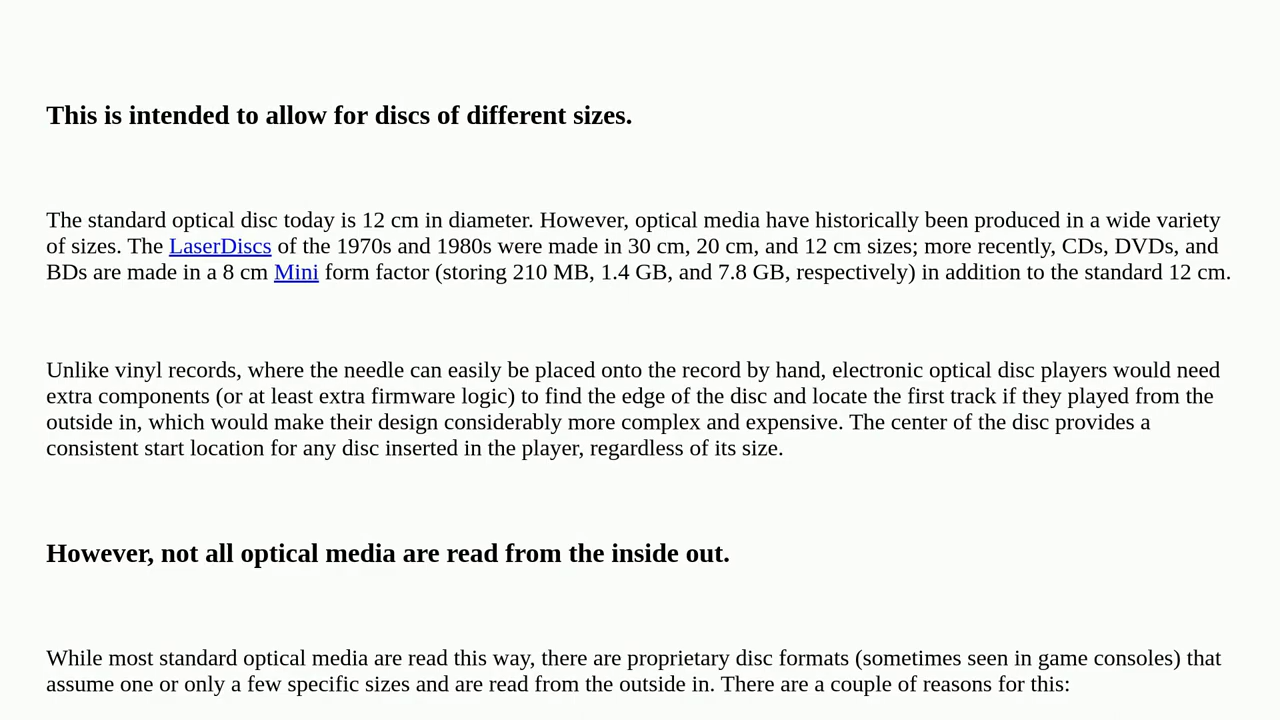 This is intended to allow for discs of different sizes.
The standard optical disc today is 12 cm in diameter. However, optical media have historically been produced in a wide variety
of sizes. The LaserDiscs of the 1970s and 1980s were made in 30 cm, 20 cm, and 12 cm sizes; more recently, CDs, DVDs, and
BDs are made in a 8 cm Mini form factor (storing 210 MB, 1.4 GB, and 7.8 GB, respectively) in addition to the standard 12 cm.
Unlike vinyl records, where the needle can easily be placed onto the record by hand, electronic optical disc players would need
extra components (or at least extra firmware logic) to find the edge of the disc and locate the first track if they played from the
outside in, which would make their design considerably more complex and expensive. The center of the disc provides a
consistent start location for any disc inserted in the player, regardless of its size.
However, not all optical media are read from the inside out.
While most standard optical media are read this way, there are proprietary disc formats (sometimes seen in game consoles) that
assume one or only a few specific sizes and are read from the outside in. There are a couple of reasons for this: